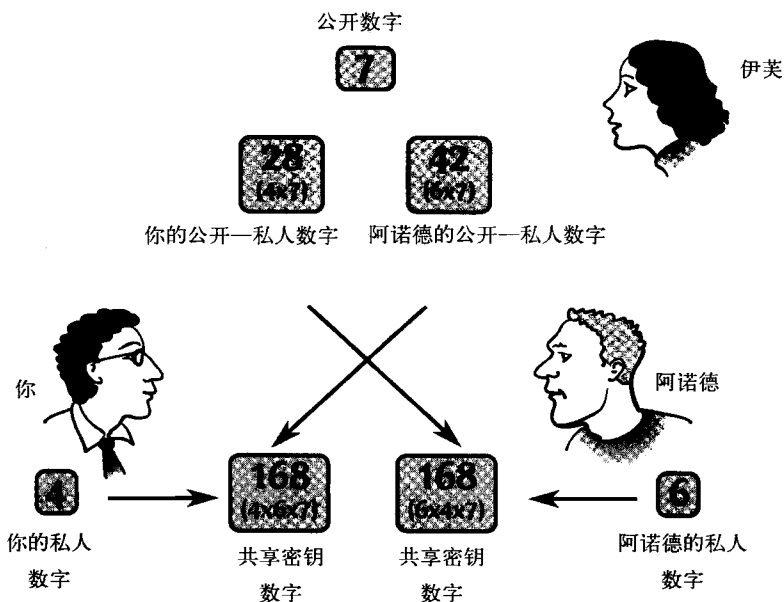 公开数字
7
伊芙
28
(4x7)
42
(6x7)
你的公开—私人数字
阿诺德的公开—私人数字
你
阿诺德
4
168
(4x6x7)
168
(6x4x7)
6
你的私人
数字
共享密钥
数字
共享密钥
数字
阿诺德的私人
数字